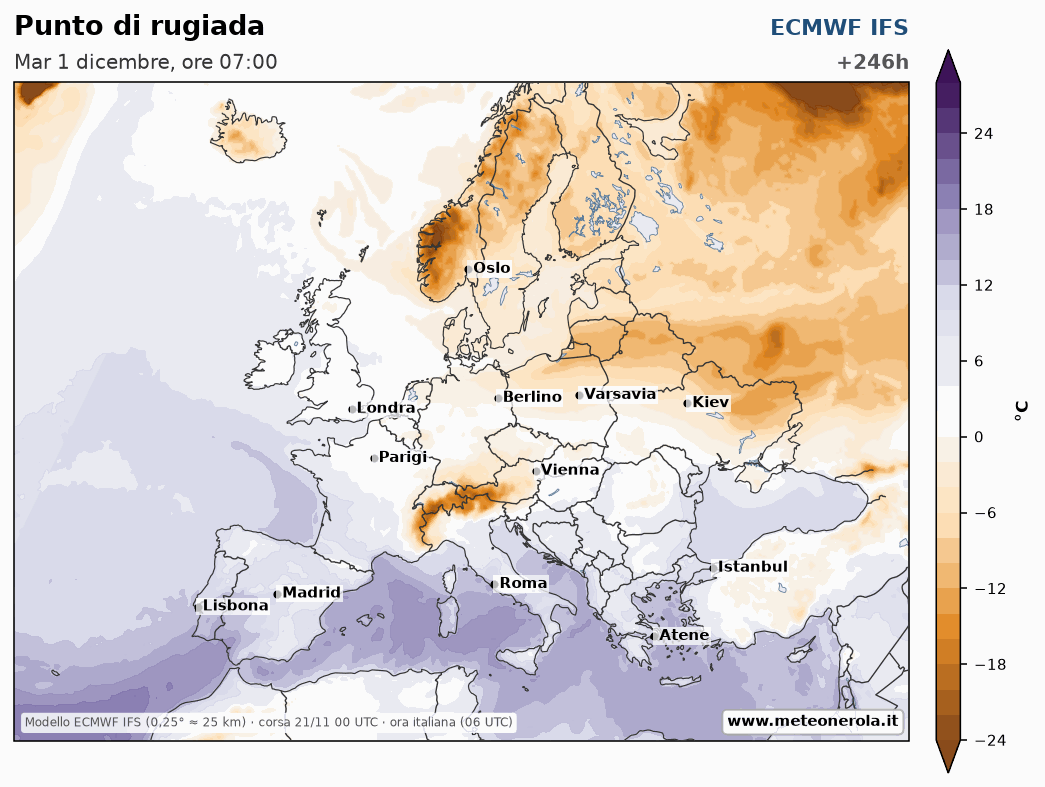 Punto di rugiada
ECMWF IFS
Mar 1 dicembre, ore 07:00
+246h
24
18
12
6
0
−6
−12
−18
−24
°C
Oslo
Berlino
Varsavia
Kiev
Londra
Parigi
Vienna
Istanbul
Roma
Madrid
Lisbona
Atene
Modello ECMWF IFS (0,25° ≈ 25 km) · corsa 21/11 00 UTC · ora italiana (06 UTC)
www.meteonerola.it